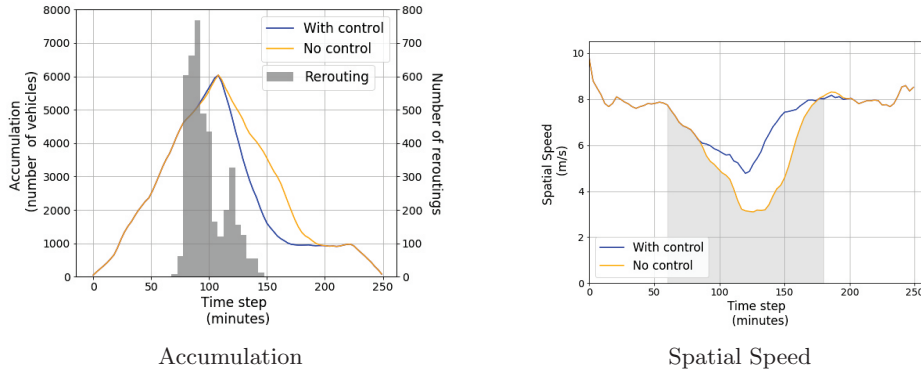 8000
7000
6000
5000
4000
3000
2000
1000
0
Accumulation
(number of vehicles)
With control
No control
Rerouting
800
700
600
500
400
300
200
100
0
Number of reroutings
0 50 100 150 200 250
Time step
(minutes)
Accumulation
10
8
6
4
2
0
Spatial Speed
(m/s)
With control
No control
0 50 100 150 200 250
Time step
(minutes)
Spatial Speed